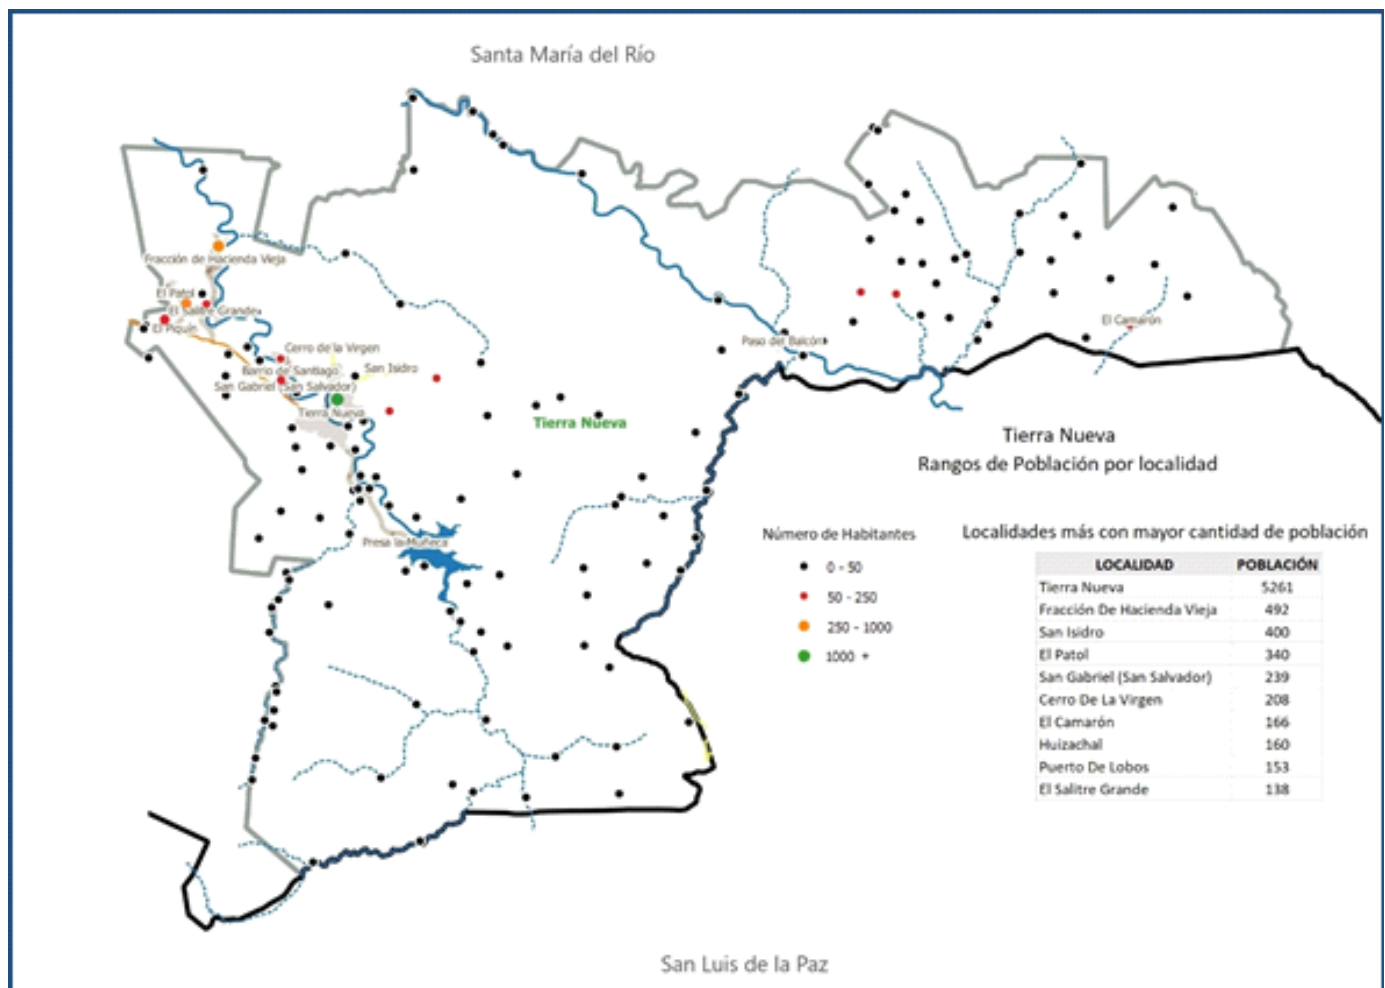 Santa María del Río
Fracción de Hacienda Vieja
El Patol
El Salitre Grande
El Piquín
Cerro de la Virgen
Barrio de Santiago
San Isidro
San Gabriel (San Salvador)
Tierra Nueva
Tierra Nueva
Presa la Muñeca
Paso del Balcón
El Camarón
Tierra Nueva
Rangos de Población por localidad
Número de Habitantes
0 - 50
50 - 250
250 - 1000
1000 +
Localidades más con mayor cantidad de población
LOCALIDAD POBLACIÓN
Tierra Nueva 5261
Fracción De Hacienda Vieja 492
San Isidro 400
El Patol 340
San Gabriel (San Salvador) 239
Cerro De La Virgen 208
El Camarón 166
Huizachal 160
Puerto De Lobos 153
El Salitre Grande 138
San Luis de la Paz